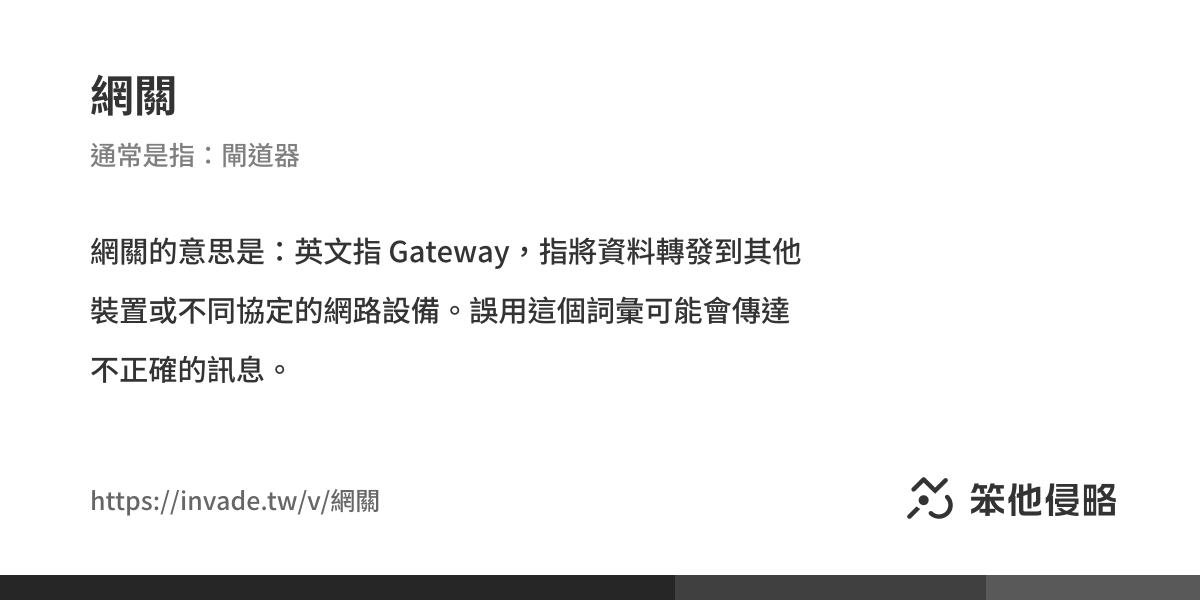 網關
通常是指：閘道器
網關的意思是：英文指 Gateway，指將資料轉發到其他
裝置或不同協定的網路設備。誤用這個詞彙可能會傳達
不正確的訊息。
https://invade.tw/v/網關
笨他侵略